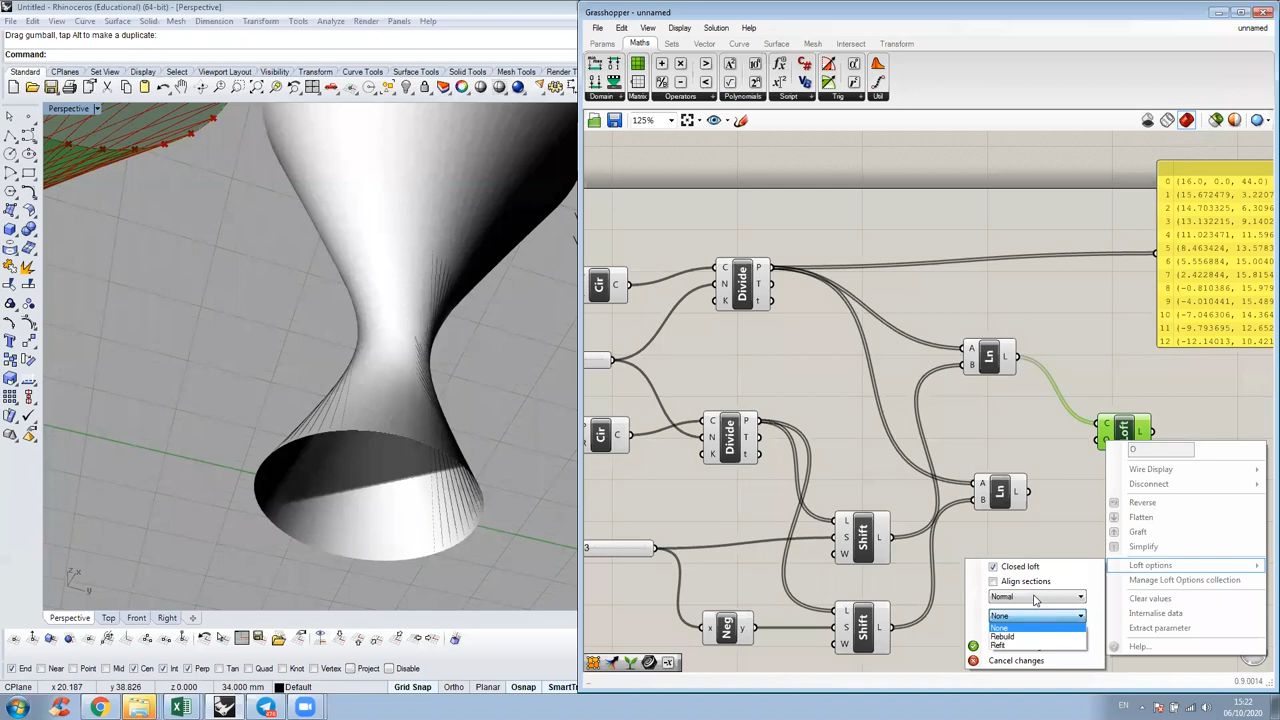 Untitled - Rhinoceros (Educational) (64-bit) - [Perspective]
File Edit View Curve Surface Solid Mesh Dimension Transform Tools Analyze Render Panels Help
Drag gumball, tap Alt to make a duplicate:
Command:
Standard CPlanes Set View Display Select Viewport Layout Visibility Transform Curve Tools Surface Tools Solid Tools Mesh Tools Render T
Perspective
z x
y
Perspective Top Front Right
End Near Point Mid Cen Int Perp Tan Quad Knot Vertex Project Disable
CPlane x 20.187 y 38.826 z 0.000 34.000 mm Default Grid Snap Ortho Planar Osnap SmartTr
Grasshopper - unnamed
File Edit View Display Solution Help unnamed
Params Maths Sets Vector Curve Surface Mesh Intersect Transform
Domain Matrix Operators Polynomials Script Trig Util
125%
0 {16.0, 0.0, 44.0}
1 {15.672479, 3.2207
2 {14.703325, 6.3096
3 {13.132215, 9.1402
4 {11.023471, 11.596
5 {8.463424, 13.5783
6 {5.556884, 15.0040
7 {2.422844, 15.8154
8 {-0.810386, 15.979
9 {-4.010441, 15.489
10 {-7.046306, 14.364
11 {-9.793695, 12.652
12 {-12.14013, 10.421
Cir C
C N K Divide P T t
A B Ln L
Cir C
C N K Divide P T t
C Loft L
A B Ln L
3
L S W Shift L
x Neg y
L S W Shift L
O
Wire Display
Disconnect
Reverse
Flatten
Graft
Simplify
Loft options
Manage Loft Options collection
Clear values
Internalise data
Extract parameter
Help...
Closed loft
Align sections
Normal
None
None
Rebuild
Refit
Cancel changes
0.9.0014
EN 15:22
06/10/2020